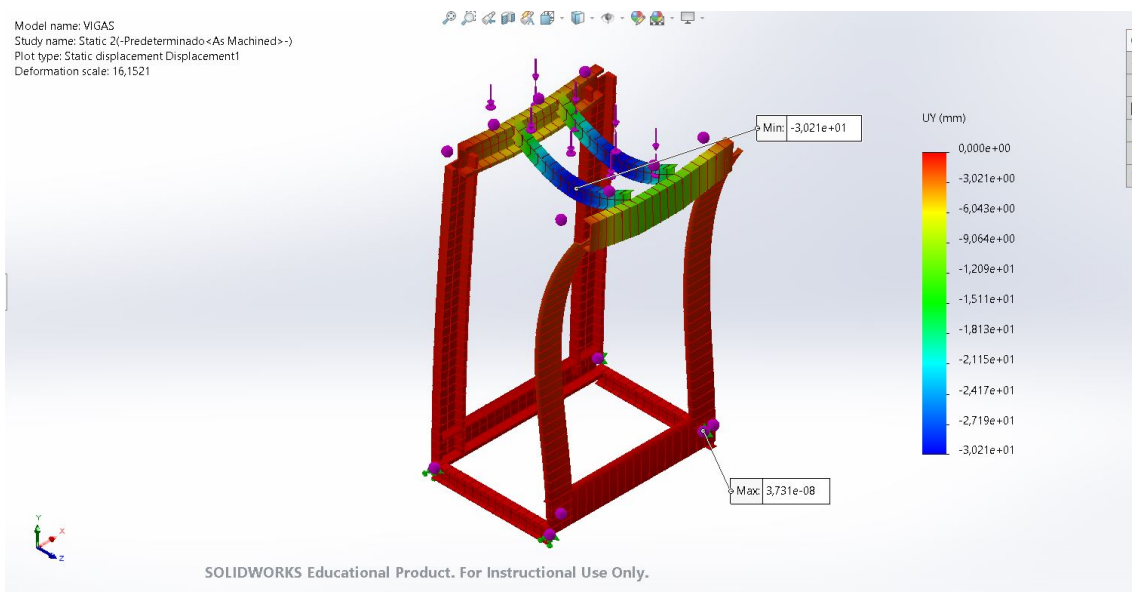 Model name: VIGAS
Study name: Static 2(-Predeterminado<As Machined>-)
Plot type: Static displacement Displacement1
Deformation scale: 16,1521
Min: -3,021e+01
UY (mm)
0,000e+00
-3,021e+00
-6,043e+00
-9,064e+00
-1,209e+01
-1,511e+01
-1,813e+01
-2,115e+01
-2,417e+01
-2,719e+01
-3,021e+01
Max: 3,731e-08
Y
X
Z
SOLIDWORKS Educational Product. For Instructional Use Only.